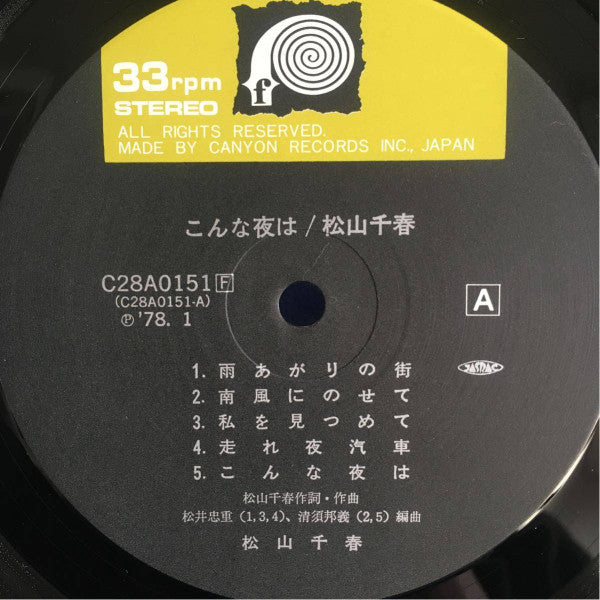 f
33rpm
STEREO
ALL RIGHTS RESERVED.
MADE BY CANYON RECORDS INC., JAPAN
こんな夜は / 松山千春
C28A0151 F
(C28A0151-A)
Ⓟ '78. 1
A
1. 雨あがりの街
2. 南風にのせて
3. 私を見つめて
4. 走れ夜汽車
5. こんな夜は
JASRAC
松山千春作詞・作曲
松井忠重 (1,3,4)、清須邦義 (2,5) 編曲
松山千春